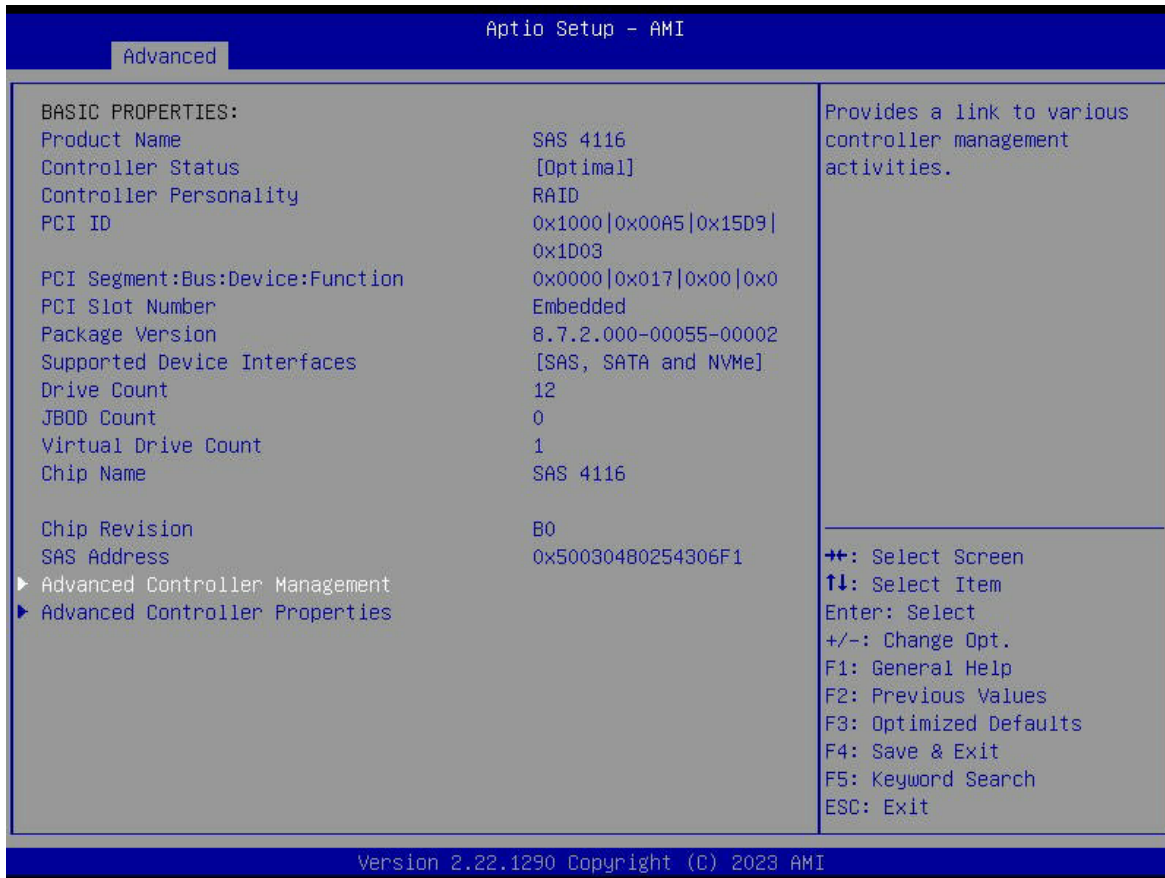 Aptio Setup – AMI
Advanced
BASIC PROPERTIES:
Product Name SAS 4116
Controller Status [Optimal]
Controller Personality RAID
PCI ID 0x1000|0x00A5|0x15D9|
0x1D03
PCI Segment:Bus:Device:Function 0x0000|0x017|0x00|0x0
PCI Slot Number Embedded
Package Version 8.7.2.000-00055-00002
Supported Device Interfaces [SAS, SATA and NVMe]
Drive Count 12
JBOD Count 0
Virtual Drive Count 1
Chip Name SAS 4116
Chip Revision B0
SAS Address 0x50030480254306F1
▶ Advanced Controller Management
▶ Advanced Controller Properties
Provides a link to various
controller management
activities.
→←: Select Screen
↑↓: Select Item
Enter: Select
+/-: Change Opt.
F1: General Help
F2: Previous Values
F3: Optimized Defaults
F4: Save & Exit
F5: Keyword Search
ESC: Exit
Version 2.22.1290 Copyright (C) 2023 AMI